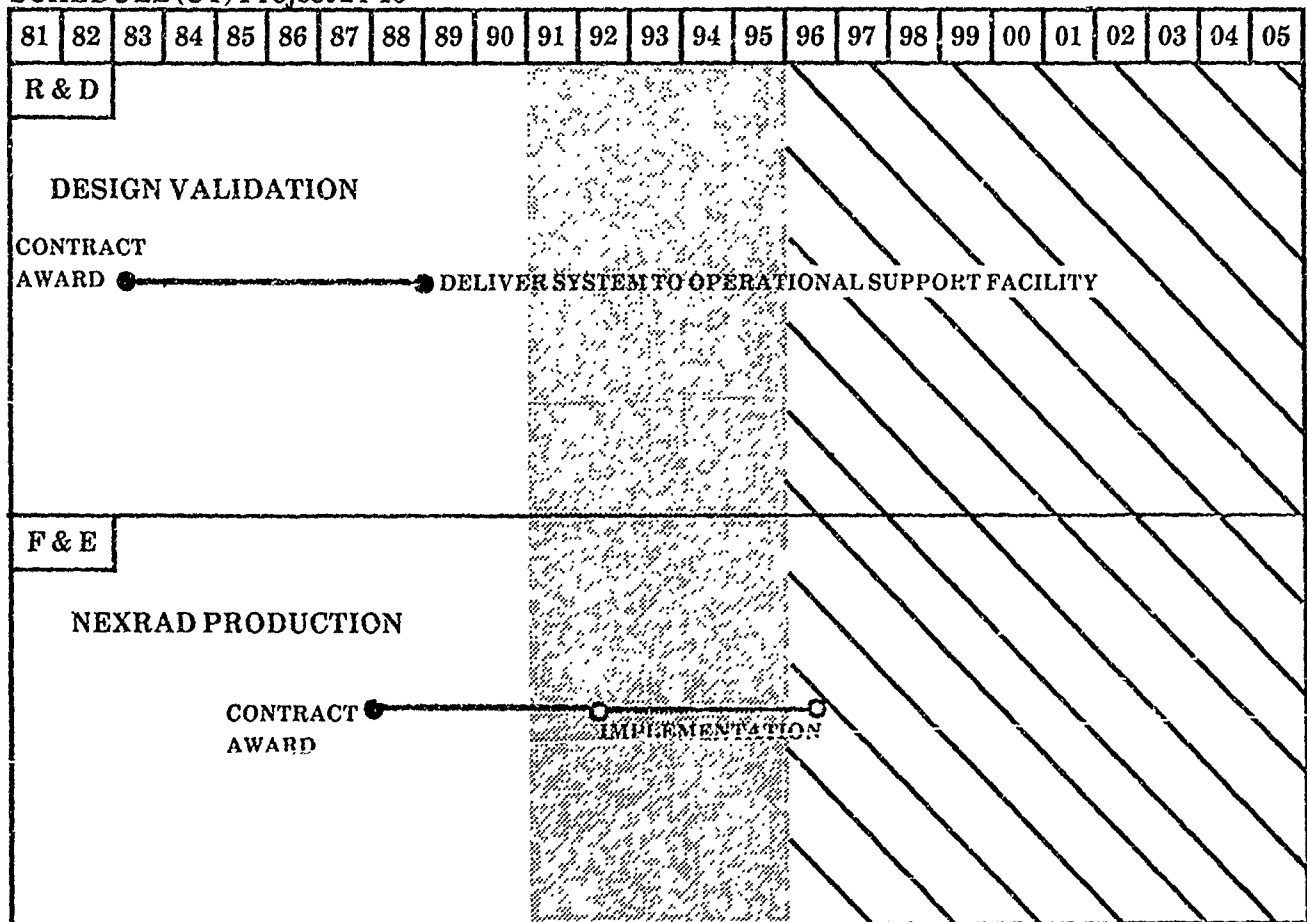 81 82 83 84 85 86 87 88 89 90 91 92 93 94 95 96 97 98 99 00 01 02 03 04 05
R & D
DESIGN VALIDATION
CONTRACT
AWARD
DELIVER SYSTEM TO OPERATIONAL SUPPORT FACILITY
F & E
NEXRAD PRODUCTION
CONTRACT
AWARD
IMPLEMENTATION